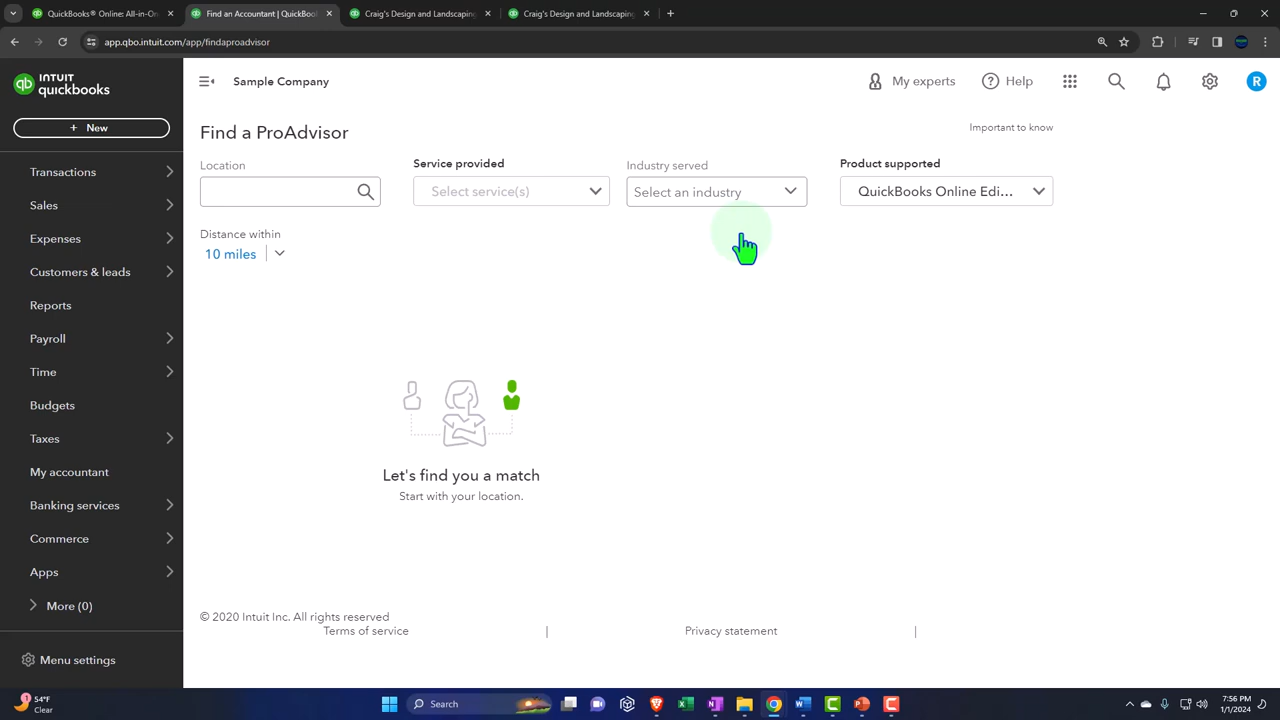 QuickBooks® Online All-in-On
Find an Accountant | QuickBool
Craig's Design and Landscaping
Craig's Design and Landscaping
app.qbo.intuit.com/app/findaproadvisor
INTUIT
quickbooks
qb
Sample Company
My experts
Help
R
+ New
Transactions
Sales
Expenses
Customers & leads
Reports
Payroll
Time
Budgets
Taxes
My accountant
Banking services
Commerce
Apps
More (0)
Menu settings
Find a ProAdvisor
Important to know
Location
Service provided
Industry served
Product supported
Select service(s)
Select an industry
QuickBooks Online Edi...
Distance within
10 miles
Let's find you a match
Start with your location.
© 2020 Intuit Inc. All rights reserved
Terms of service | Privacy statement |
1
54°F
Clear
Search
7:56 PM
1/1/2024